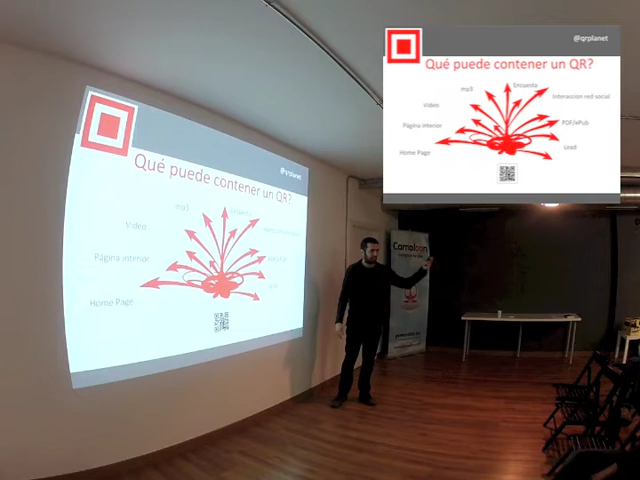 @qrplanet
Qué puede contener un QR?
mp3
Encuesta
Interaccion red social
Video
PDF/ePub
Página interior
Lead
Home Page
@qrplanet
Qué puede contener un QR?
mp3
Video
Página interior
Home Page